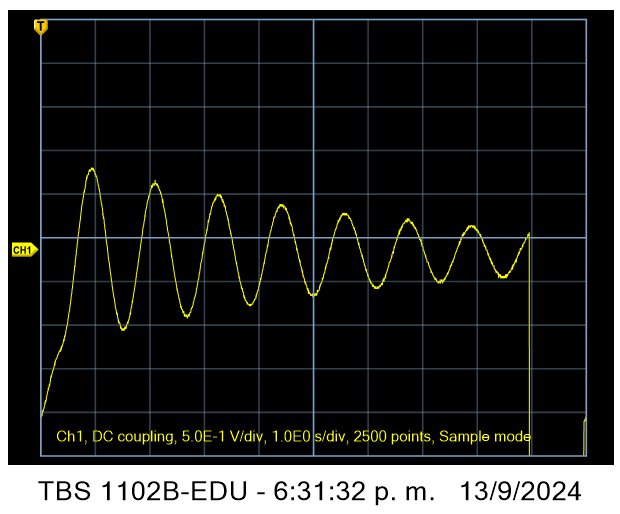 T
CH1
Ch1, DC coupling, 5.0E-1 V/div, 1.0E0 s/div, 2500 points, Sample mode
TBS 1102B-EDU - 6:31:32 p. m. 13/9/2024